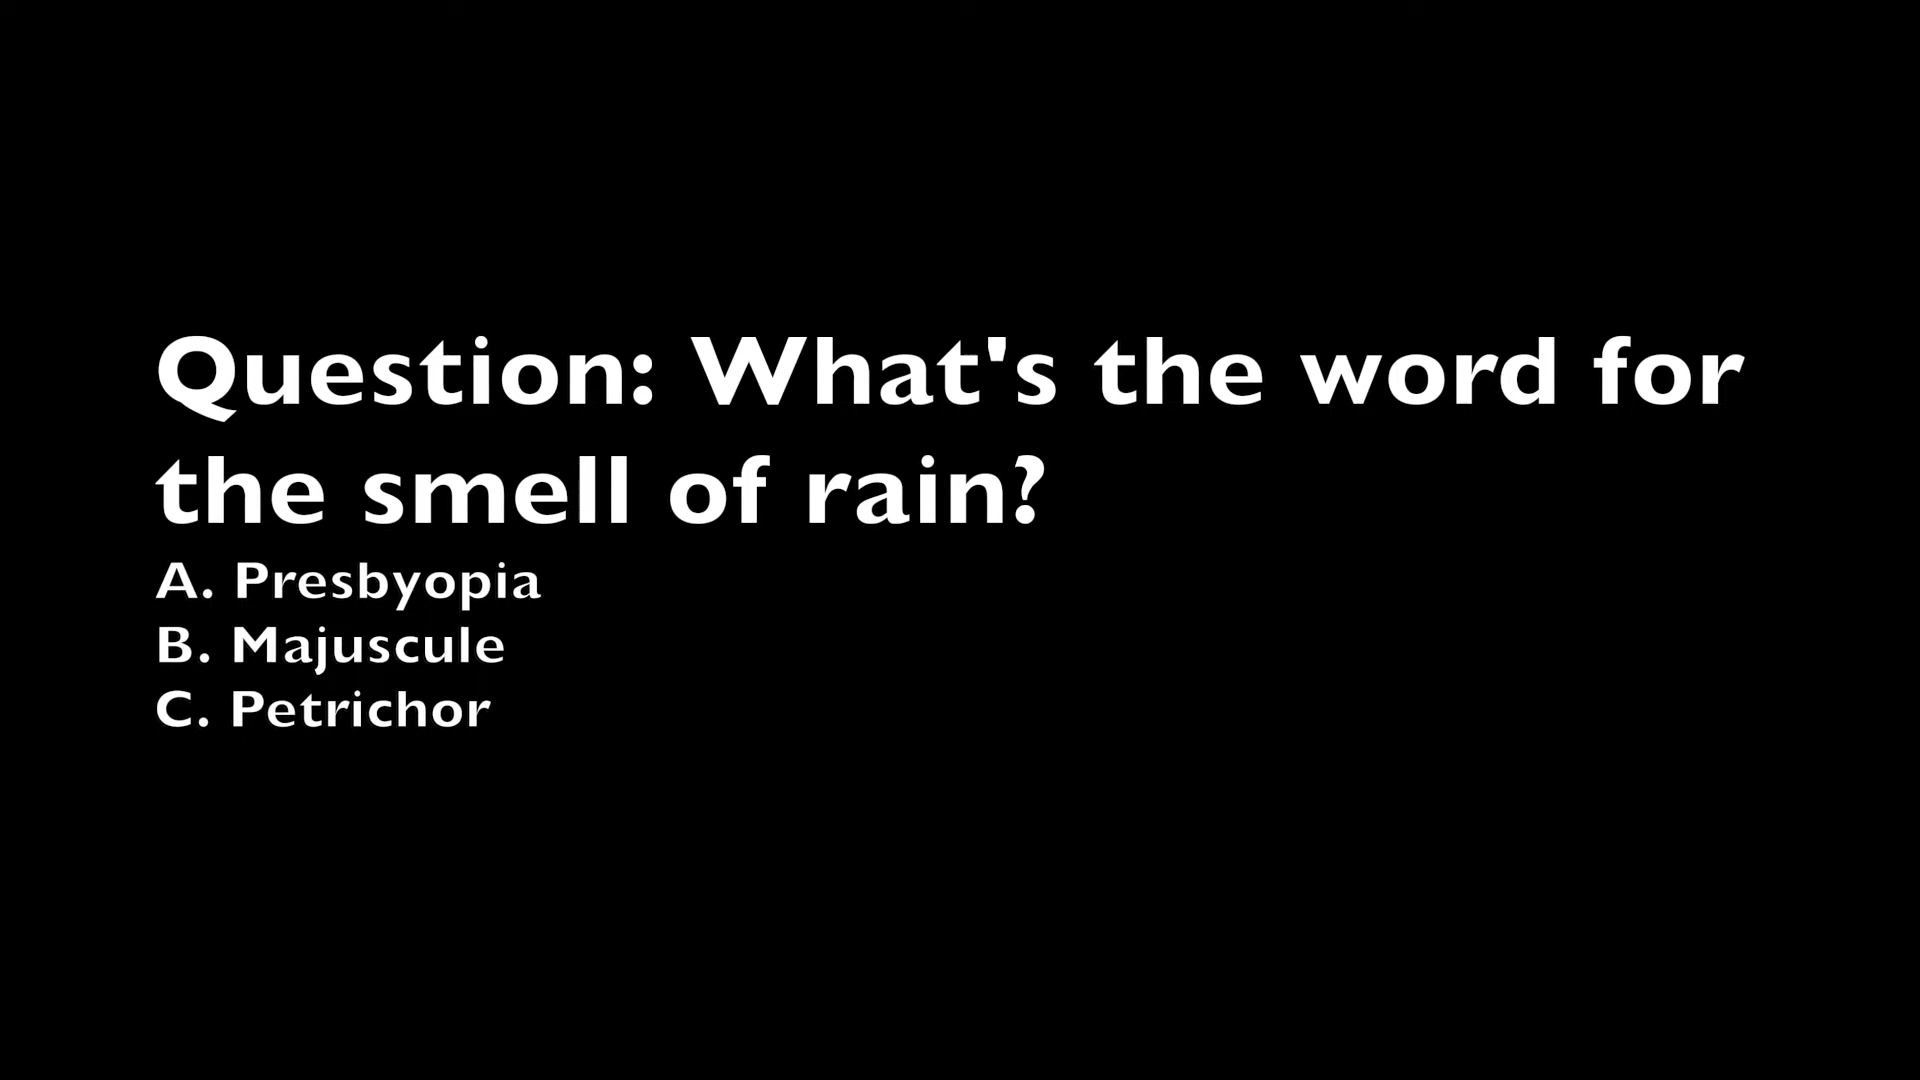 Question: What's the word for
the smell of rain?
A. Presbyopia
B. Majuscule
C. Petrichor